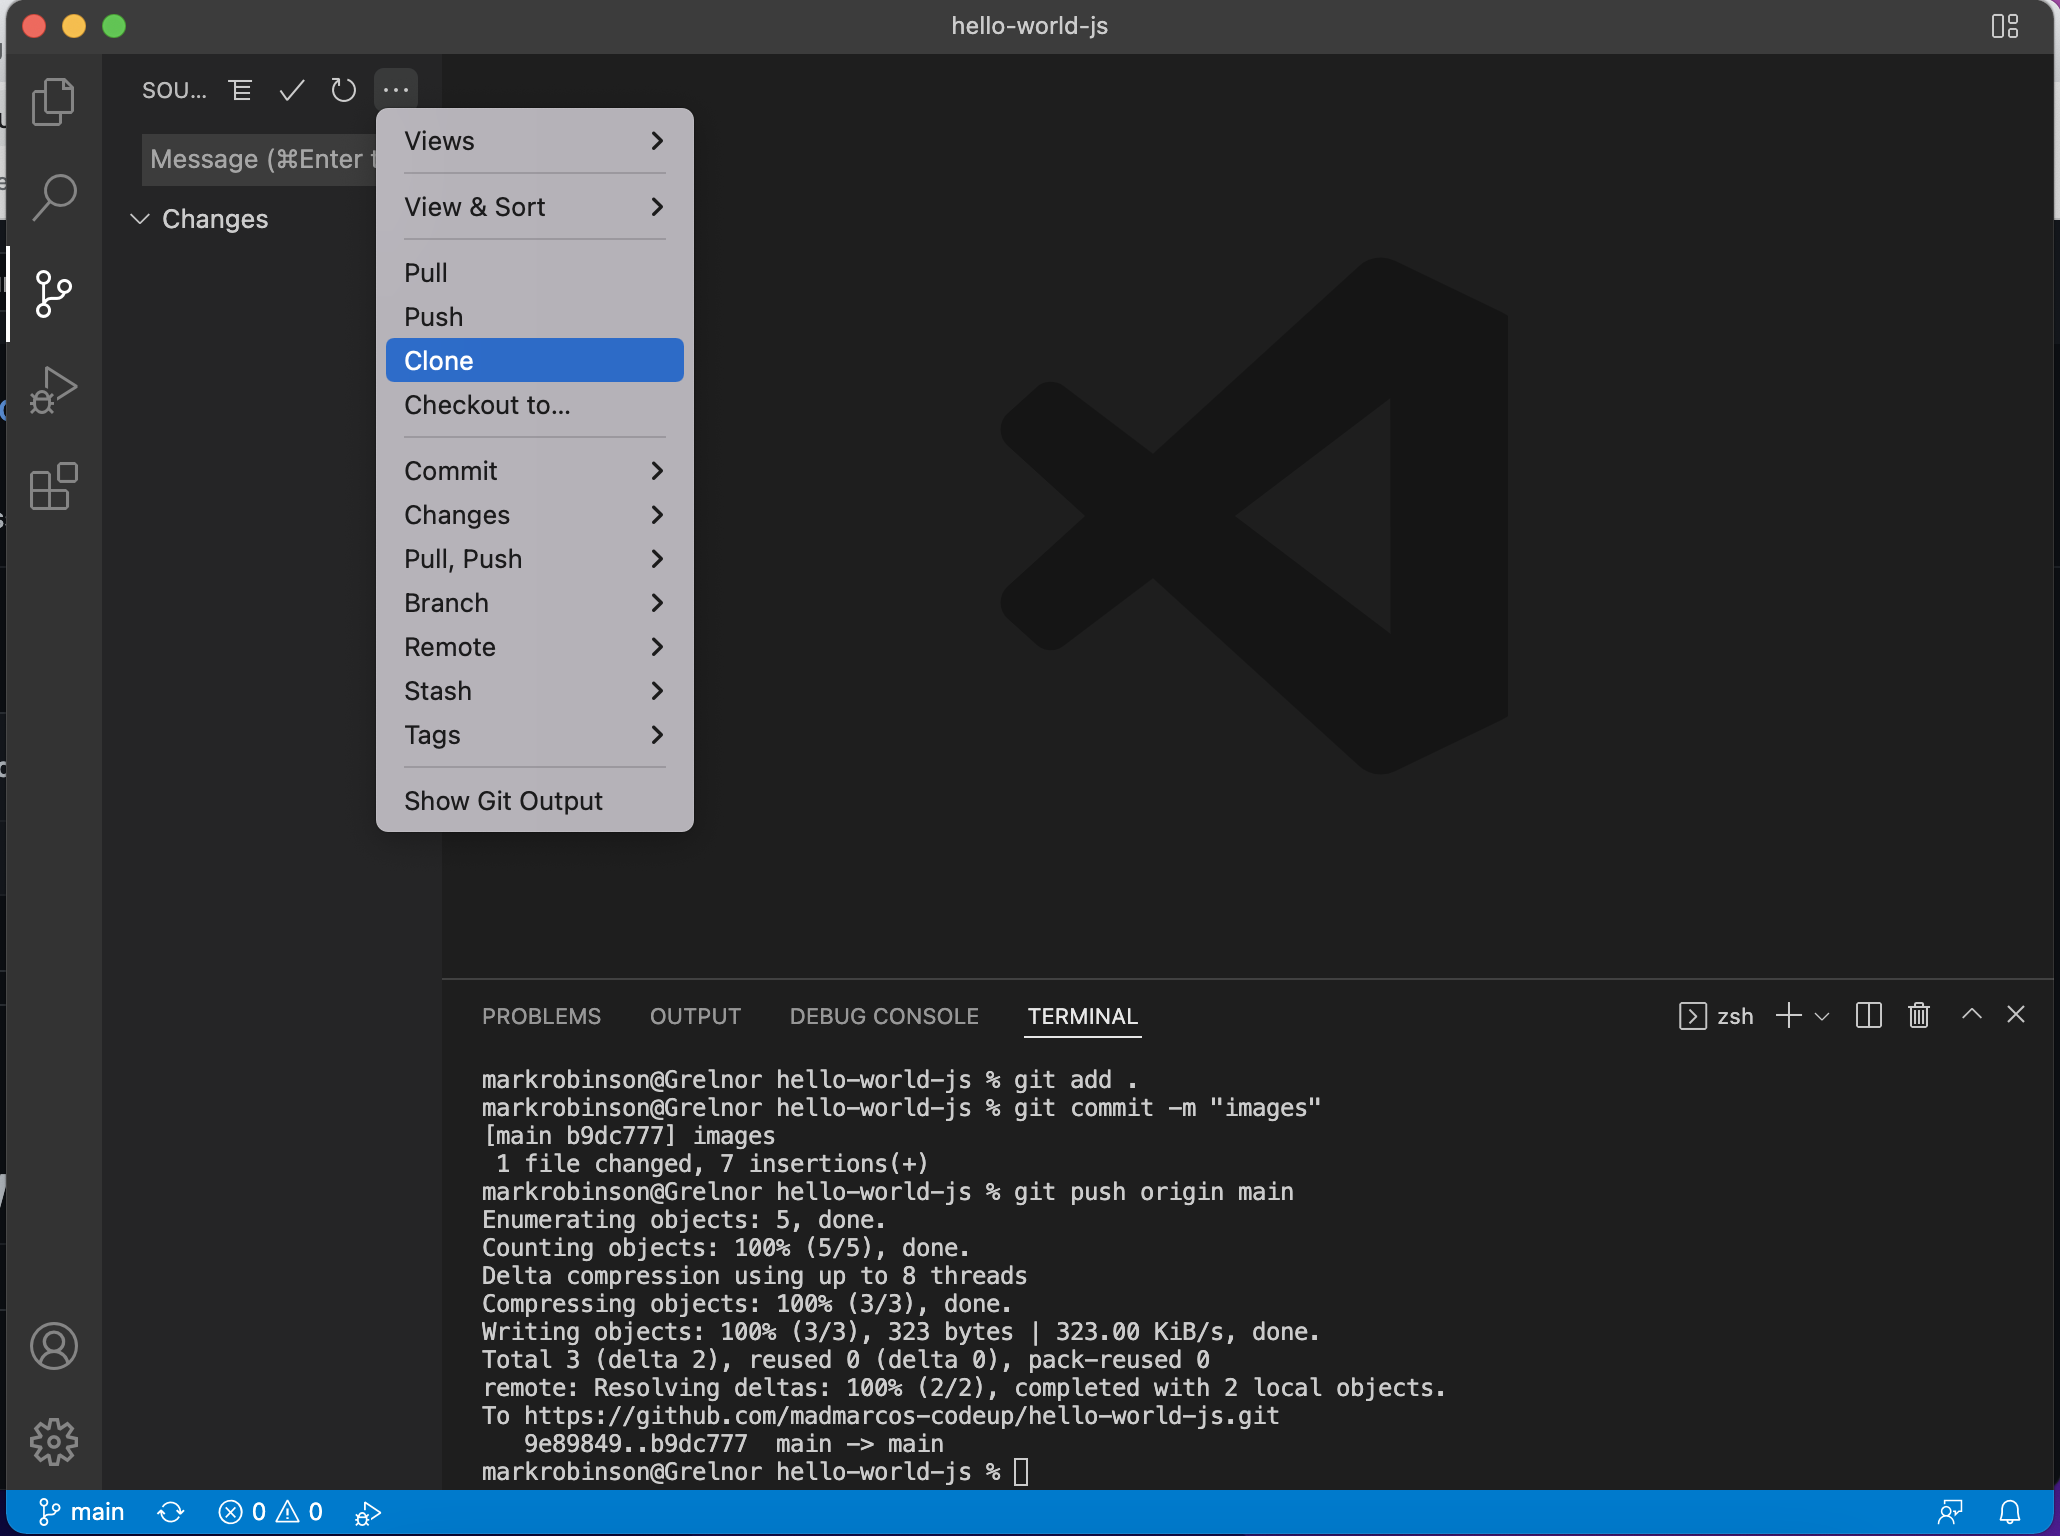 hello-world-js
SOU...
Message (⌘Enter t
Changes
Views
View & Sort
Pull
Push
Clone
Checkout to...
Commit
Changes
Pull, Push
Branch
Remote
Stash
Tags
Show Git Output
PROBLEMS OUTPUT DEBUG CONSOLE TERMINAL zsh
markrobinson@Grelnor hello-world-js % git add .
markrobinson@Grelnor hello-world-js % git commit -m "images"
[main b9dc777] images
 1 file changed, 7 insertions(+)
markrobinson@Grelnor hello-world-js % git push origin main
Enumerating objects: 5, done.
Counting objects: 100% (5/5), done.
Delta compression using up to 8 threads
Compressing objects: 100% (3/3), done.
Writing objects: 100% (3/3), 323 bytes | 323.00 KiB/s, done.
Total 3 (delta 2), reused 0 (delta 0), pack-reused 0
remote: Resolving deltas: 100% (2/2), completed with 2 local objects.
To https://github.com/madmarcos-codeup/hello-world-js.git
   9e89849..b9dc777  main -> main
markrobinson@Grelnor hello-world-js %
main 0 0